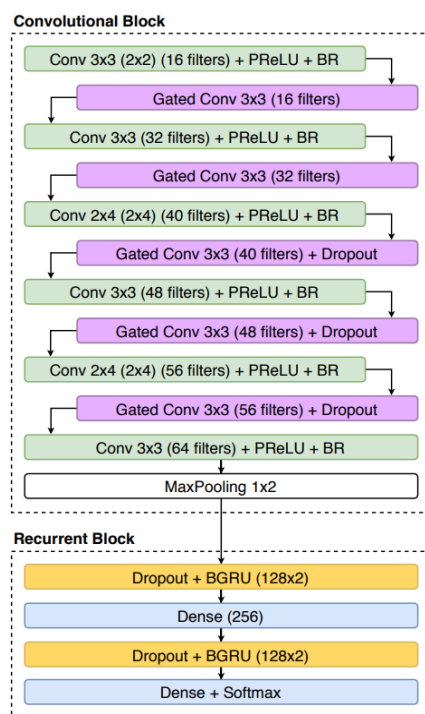 Convolutional Block
Conv 3x3 (2x2) (16 filters) + PReLU + BR
Gated Conv 3x3 (16 filters)
Conv 3x3 (32 filters) + PReLU + BR
Gated Conv 3x3 (32 filters)
Conv 2x4 (2x4) (40 filters) + PReLU + BR
Gated Conv 3x3 (40 filters) + Dropout
Conv 3x3 (48 filters) + PReLU + BR
Gated Conv 3x3 (48 filters) + Dropout
Conv 2x4 (2x4) (56 filters) + PReLU + BR
Gated Conv 3x3 (56 filters) + Dropout
Conv 3x3 (64 filters) + PReLU + BR
MaxPooling 1x2
Recurrent Block
Dropout + BGRU (128x2)
Dense (256)
Dropout + BGRU (128x2)
Dense + Softmax